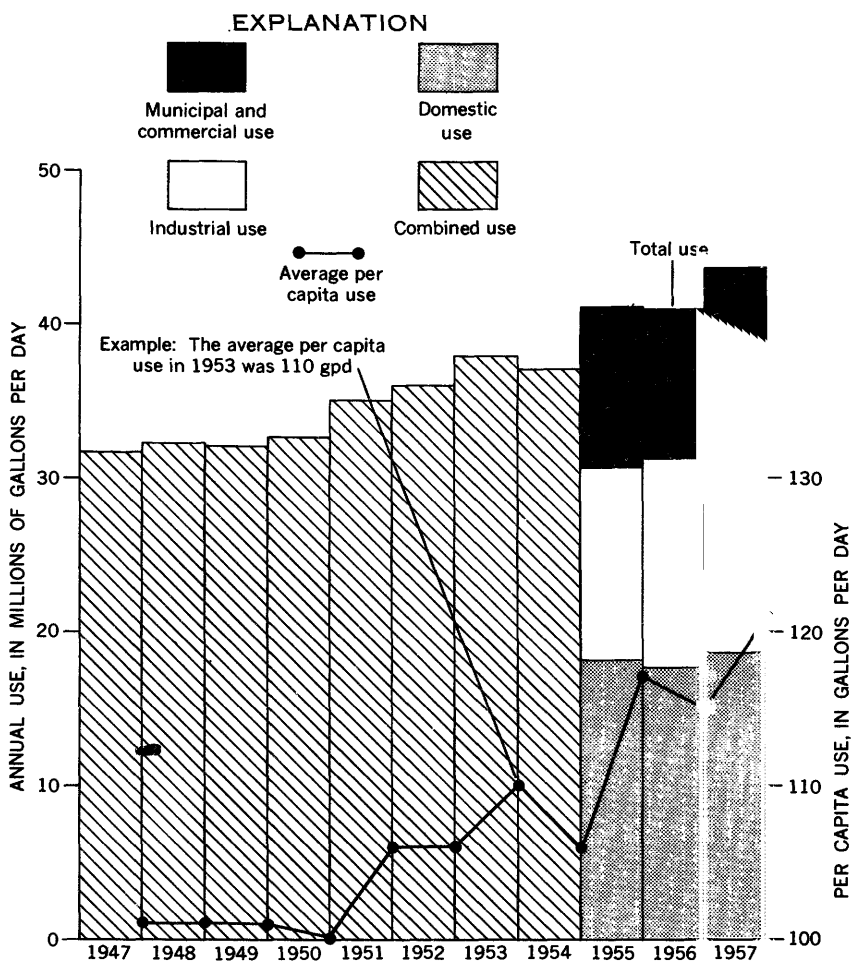 EXPLANATION
Municipal and
commercial use
Domestic
use
Industrial use
Combined use
Average per
capita use
Total use
Example: The average per capita
use in 1953 was 110 gpd
ANNUAL USE, IN MILLIONS OF GALLONS PER DAY
50
40
30
20
10
0
130
120
110
100
PER CAPITA USE, IN GALLONS PER DAY
1947 1948 1949 1950 1951 1952 1953 1954 1955 1956 1957